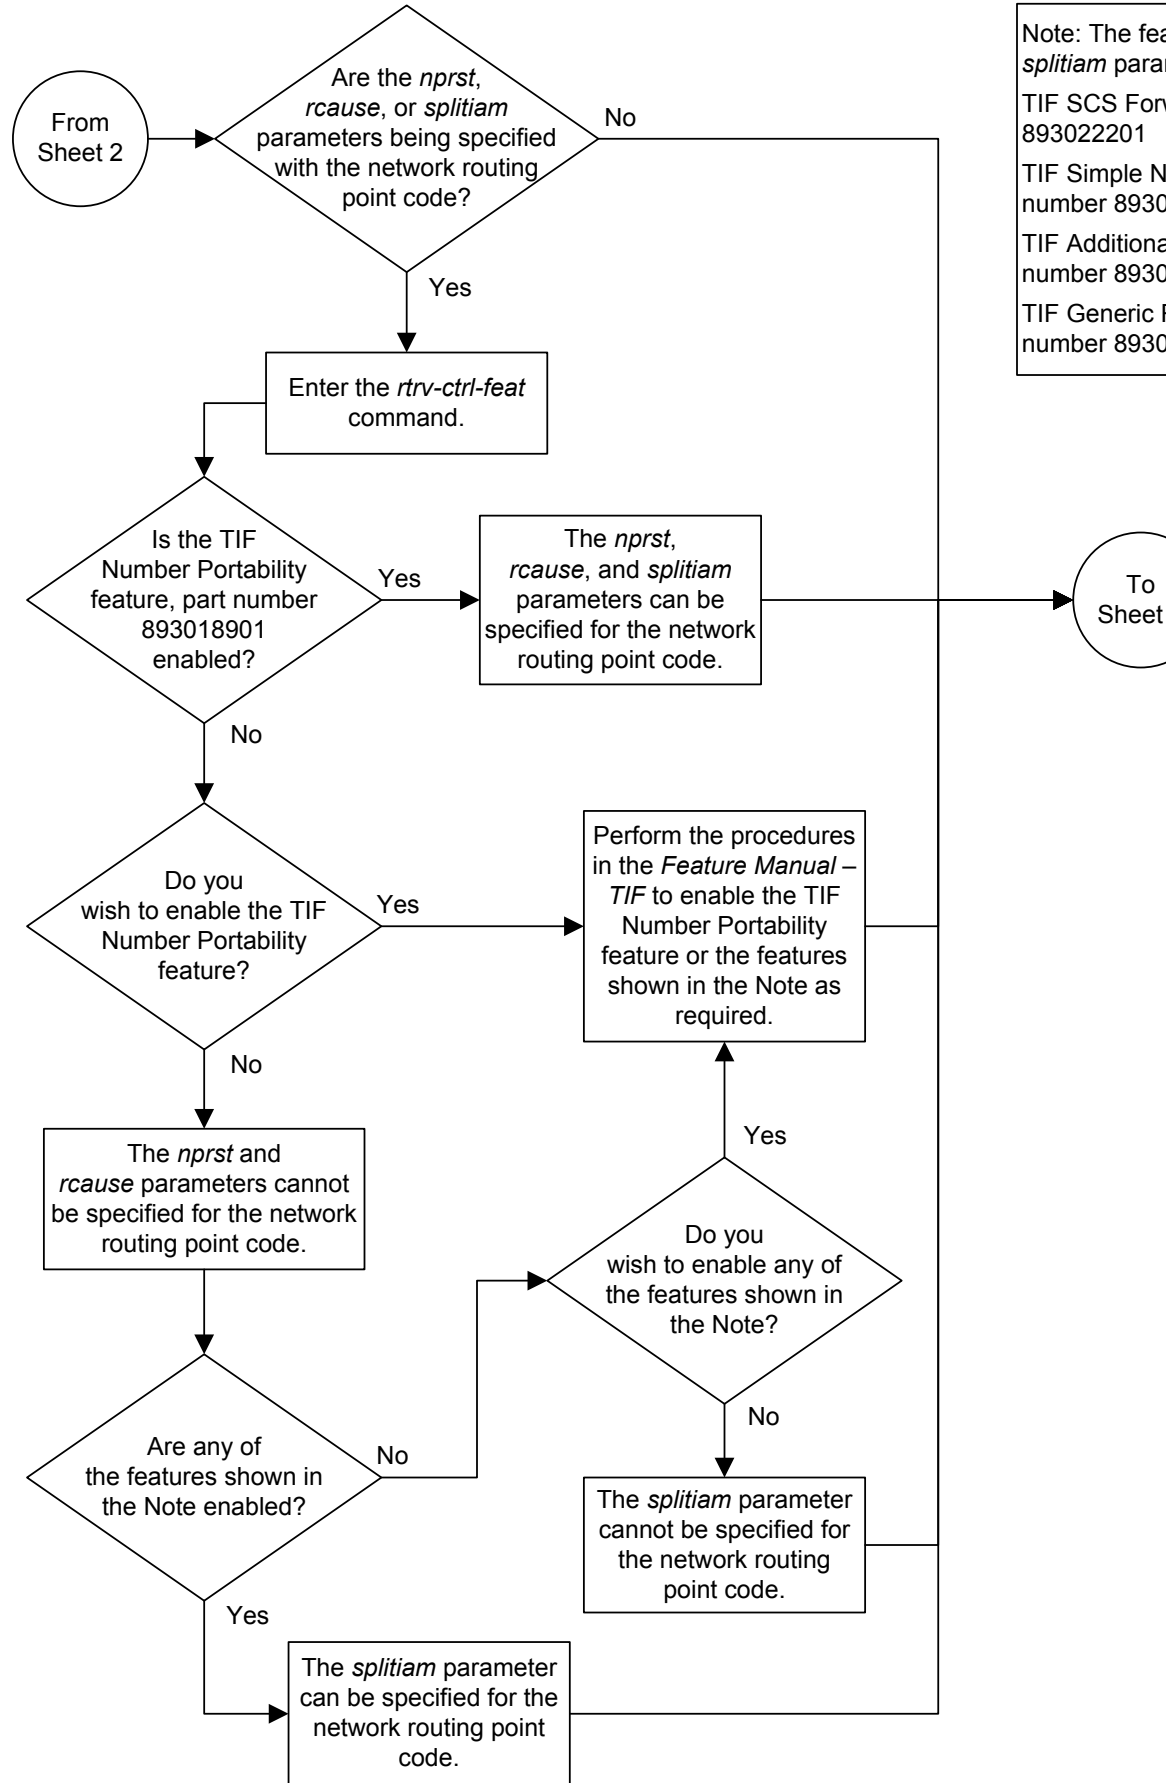 From
Sheet 2
Are the nprst,
rcause, or splitiam
parameters being specified
with the network routing
point code?
No
Yes
Note: The
splitiam
TIF SCS
893022201
TIF Simple
number
TIF
number
TIF Generic
number
Enter the rtrv-ctrl-feat
command.
Is the TIF
Number Portability
feature, part number
893018901
enabled?
Yes
No
The nprst,
rcause, and splitiam
parameters can be
specified for the network
routing point code.
To
Sheet
Do you
wish to enable the TIF
Number Portability
feature?
Yes
No
Perform the procedures
in the Feature Manual –
TIF to enable the TIF
Number Portability
feature or the features
shown in the Note as
required.
The nprst and
rcause parameters cannot
be specified for the network
routing point code.
Yes
Do you
wish to enable any of
the features shown in
the Note?
No
Are any of
the features shown in
the Note enabled?
No
Yes
The splitiam parameter
cannot be specified for
the network routing
point code.
The splitiam parameter
can be specified for the
network routing point
code.